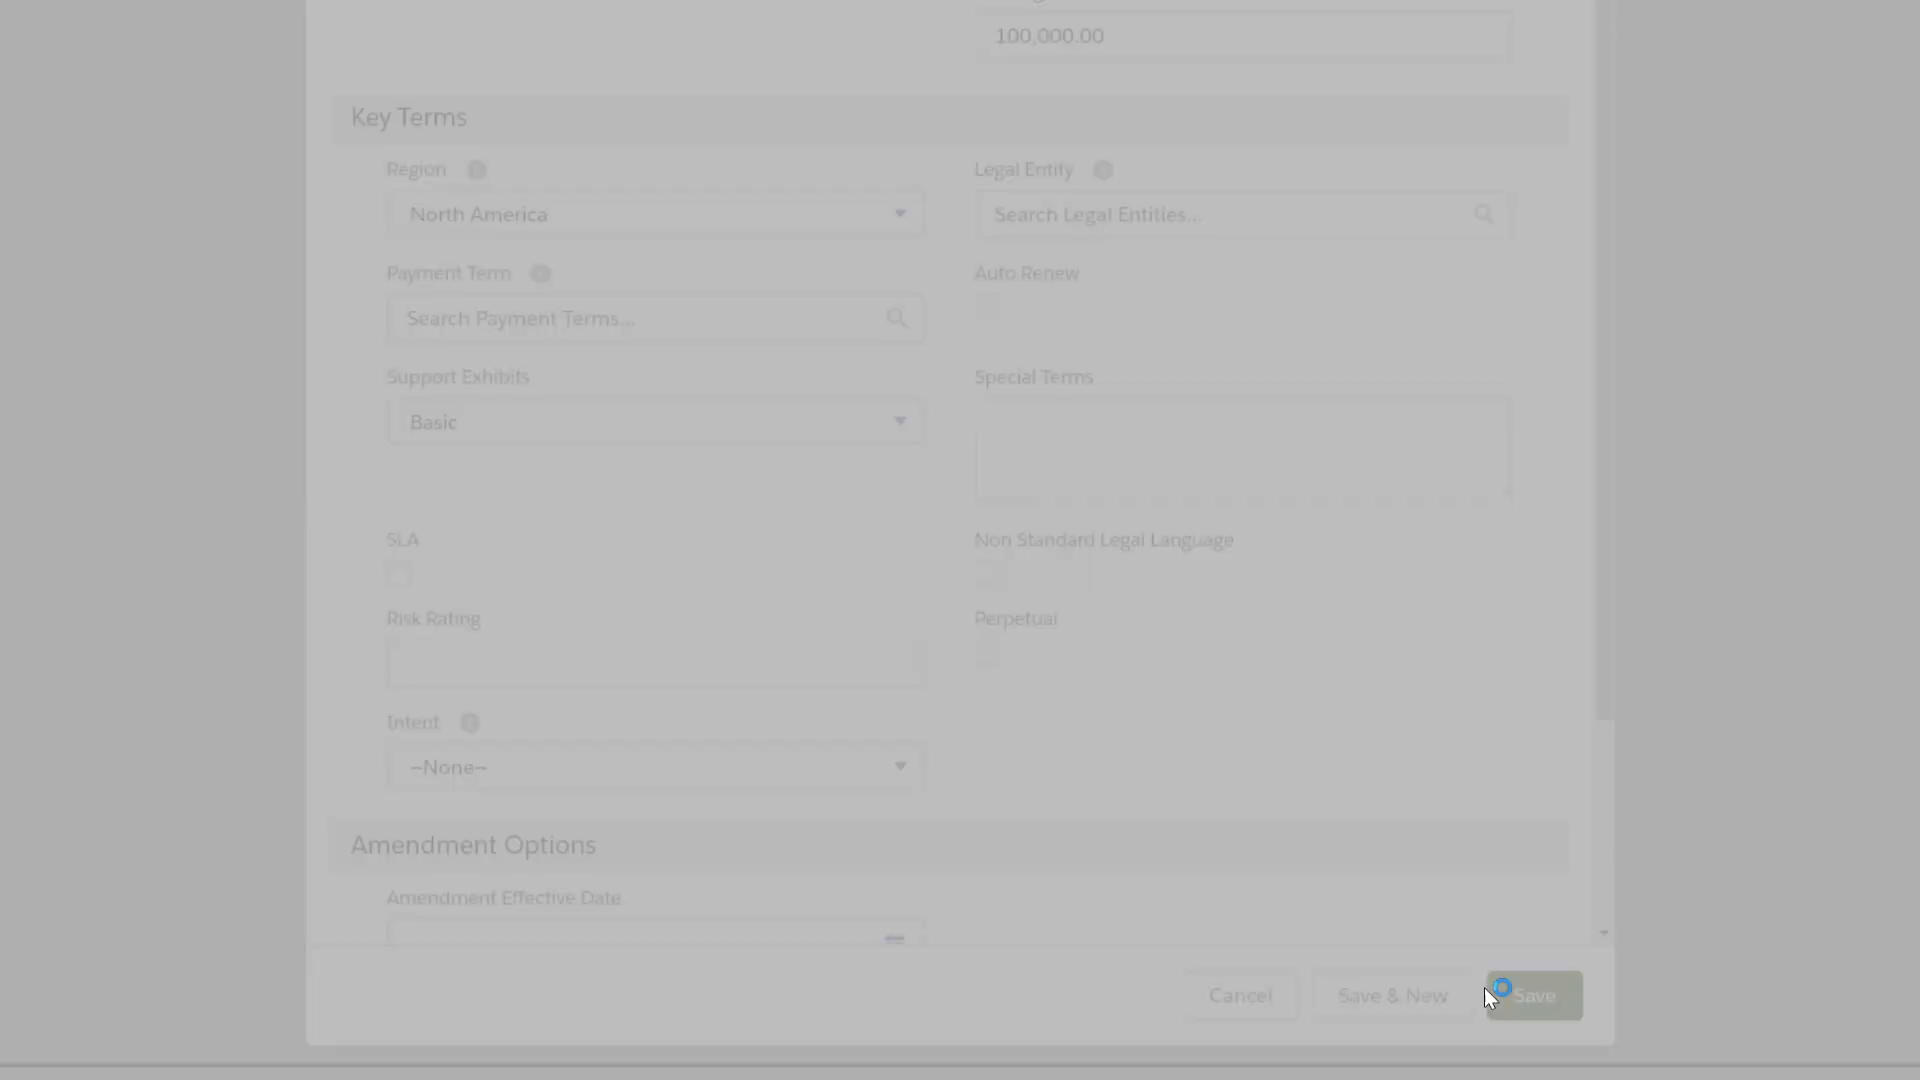 100,000.00
Key Terms
Region
Legal Entity
North America
Search Legal Entities...
Payment Term
Auto Renew
Search Payment Terms...
Support Exhibits
Special Terms
Basic
SLA
Non Standard Legal Language
Risk Rating
Perpetual
Intent
--None--
Amendment Options
Amendment Effective Date
Cancel
Save & New
Save